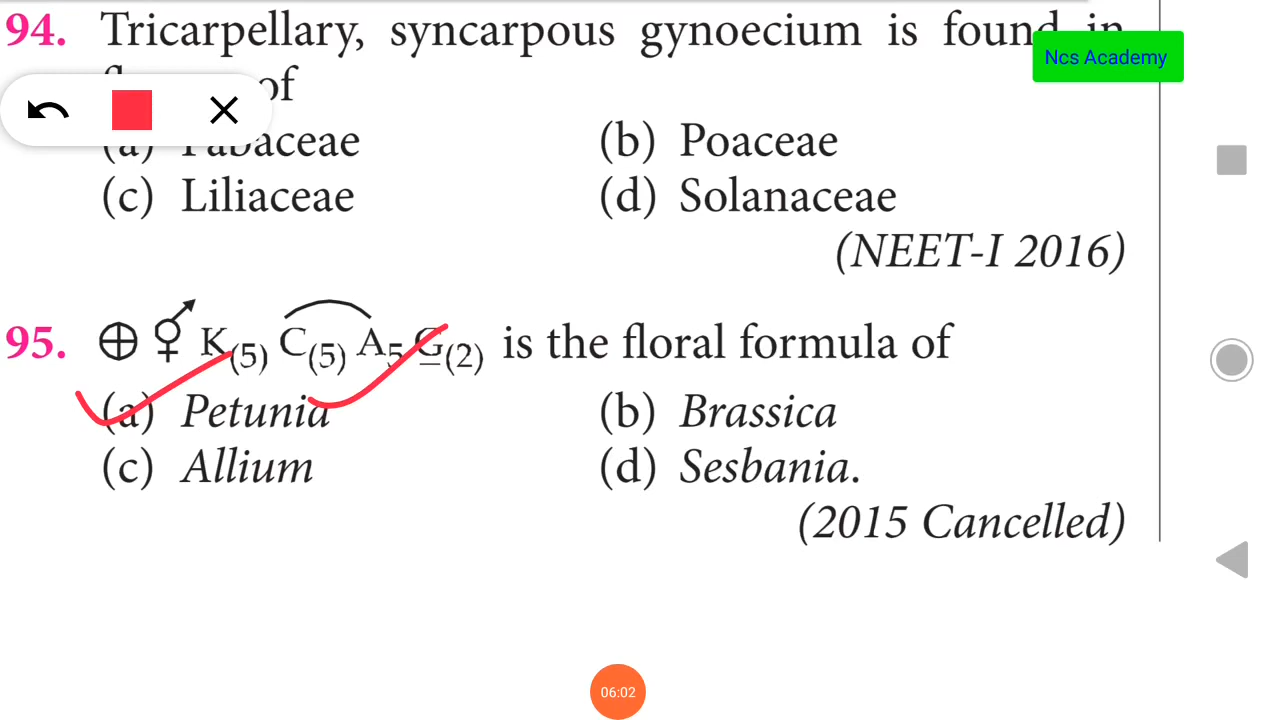 94. Tricarpellary, syncarpous gynoecium is found in
of
Ncs Academy
(a) Fabaceae (b) Poaceae
(c) Liliaceae (d) Solanaceae
(NEET-I 2016)
95. ⊕ ⚥ K(5) C(5) A5 G(2) is the floral formula of
(a) Petunia (b) Brassica
(c) Allium (d) Sesbania.
(2015 Cancelled)
06:02